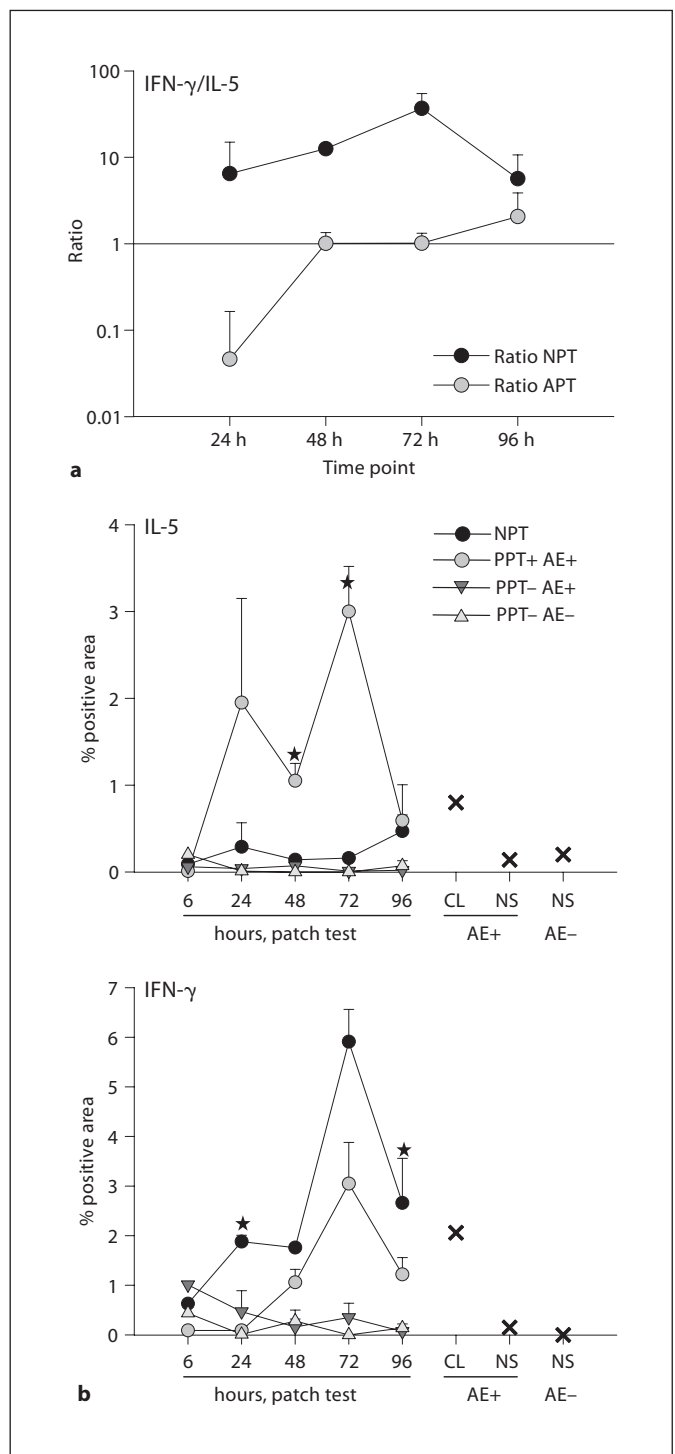 IFN-γ/IL-5
100
10
1
0.1
0.01
Ratio
Ratio NPT
Ratio APT
24 h 48 h 72 h 96 h
Time point
a
IL-5
4
3
2
1
0
% positive area
NPT
PPT+ AE+
PPT– AE+
PPT– AE–
6 24 48 72 96 CL NS NS
hours, patch test AE+ AE–
IFN-γ
7
6
5
4
3
2
1
0
% positive area
6 24 48 72 96 CL NS NS
hours, patch test AE+ AE–
b